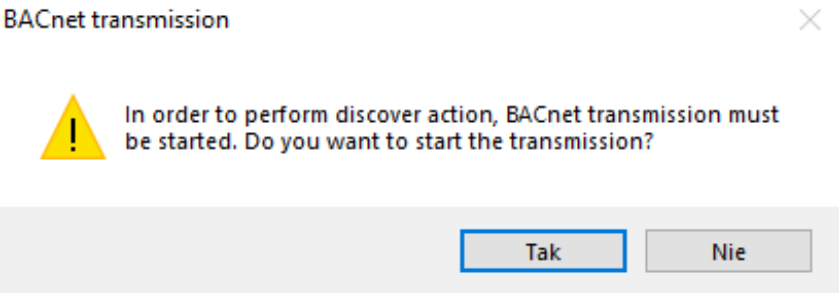 BACnet transmission
In order to perform discover action, BACnet transmission must
be started. Do you want to start the transmission?
Tak
Nie